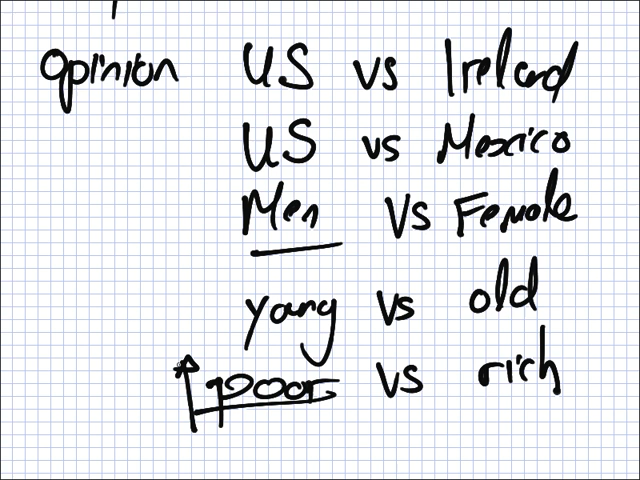 Opinion US vs Ireland
US vs Mexico
Men vs Female
young vs old
poor vs rich